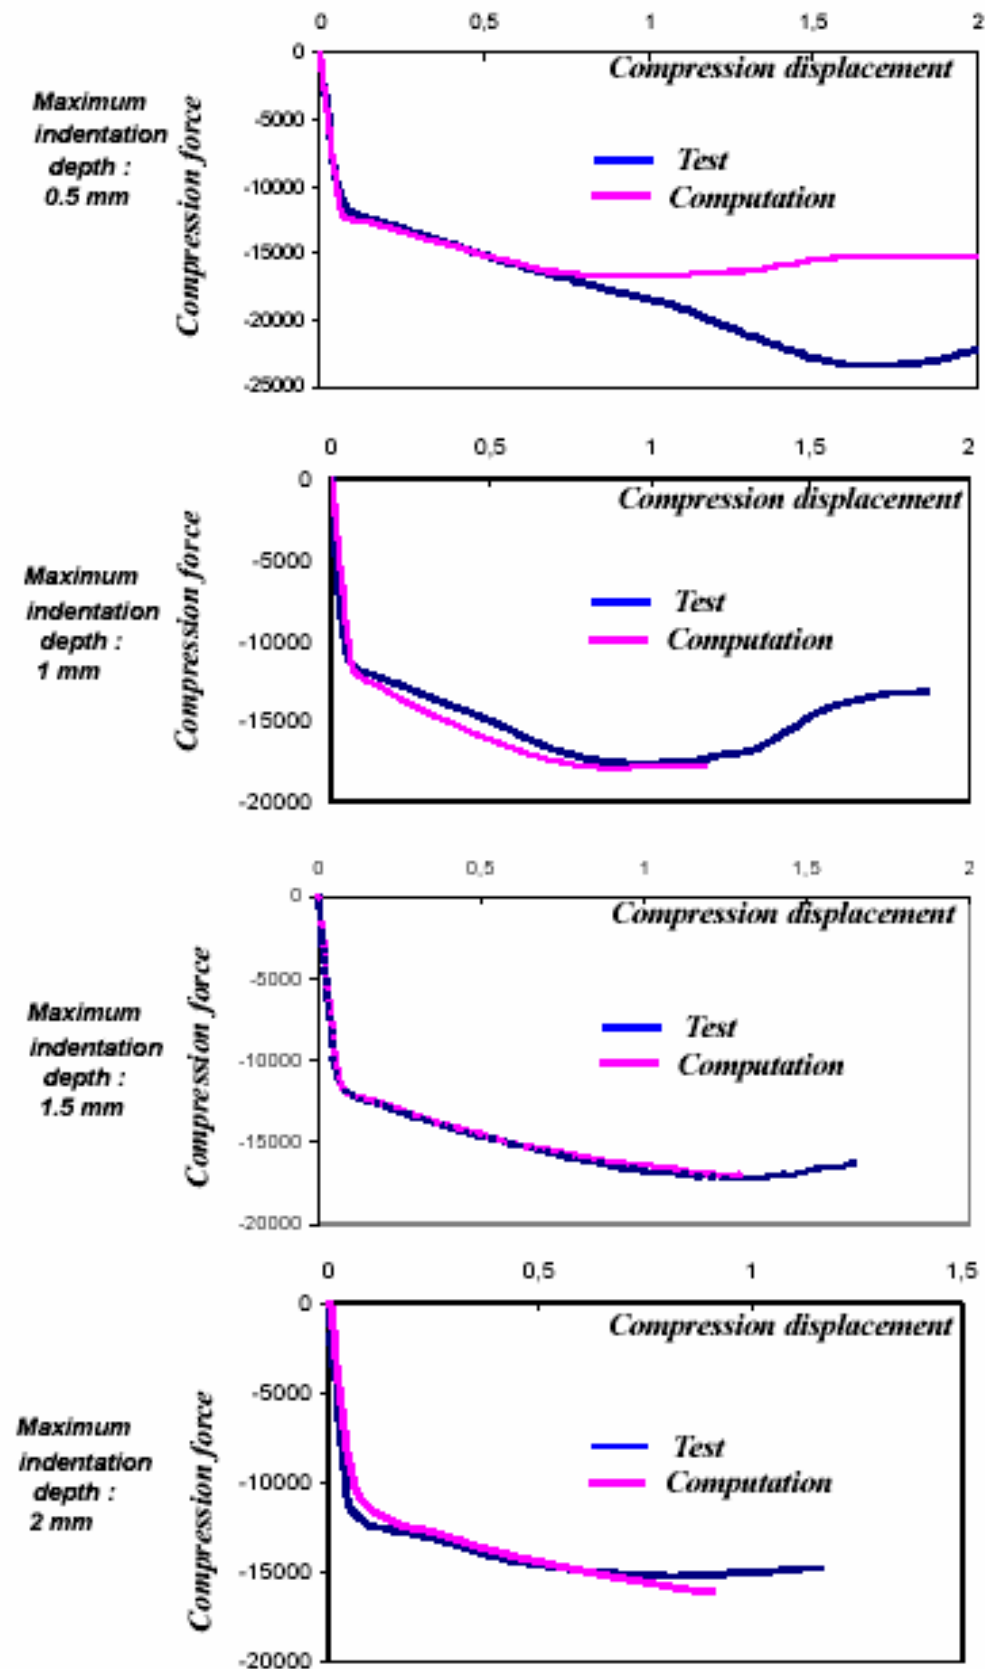 0 0,5 1 1,5 2
0
Compression displacement
Maximum
indentation
depth :
0.5 mm
Compression force
-5000
Test
-10000
Computation
-15000
-20000
-25000
0 0,5 1 1,5 2
0
Compression displacement
Maximum
indentation
depth :
1 mm
Compression force
-5000
Test
-10000
Computation
-15000
-20000
0 0,5 1 1,5 2
0
Compression displacement
Maximum
indentation
depth :
1.5 mm
Compression force
-5000
Test
-10000
Computation
-15000
-20000
0 0,5 1 1,5
0
Compression displacement
Maximum
indentation
depth :
2 mm
Compression force
-5000
Test
-10000
Computation
-15000
-20000